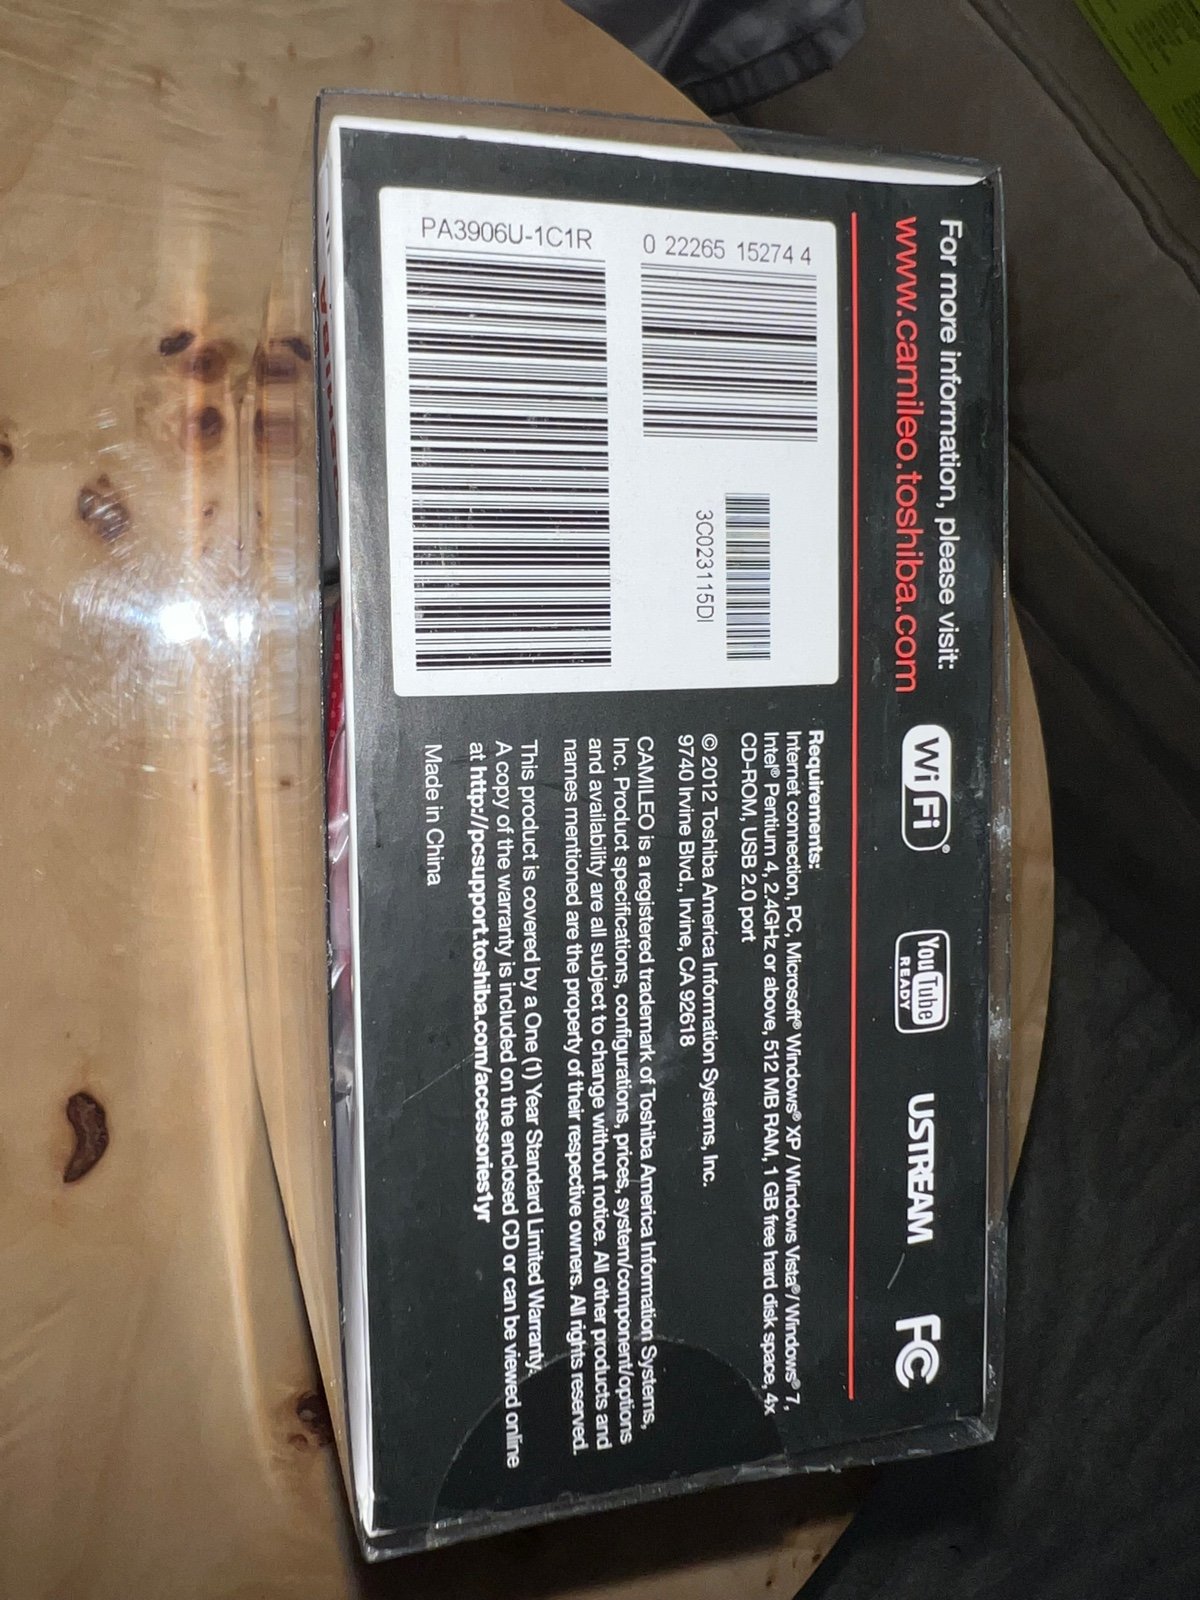 For more information, please visit:
www.camileo.toshiba.com
Wi Fi®
YouTube
READY
USTREAM
FC
0 22265 15274 4
PA3906U-1C1R
3C023115DI
Requirements:
Internet connection, PC, Microsoft® Windows® XP / Windows Vista® / Windows® 7,
Intel® Pentium 4, 2.4GHz or above, 512 MB RAM, 1 GB free hard disk space, 4x
CD-ROM, USB 2.0 port
© 2012 Toshiba America Information Systems, Inc.
9740 Irvine Blvd., Irvine, CA 92618
CAMILEO is a registered trademark of Toshiba America Information Systems,
Inc. Product specifications, configurations, prices, system/component/options
and availability are all subject to change without notice. All other products and
names mentioned are the property of their respective owners. All rights reserved.
This product is covered by a One (1) Year Standard Limited Warranty.
A copy of the warranty is included on the enclosed CD or can be viewed online
at http://pcsupport.toshiba.com/accessories1yr
Made in China